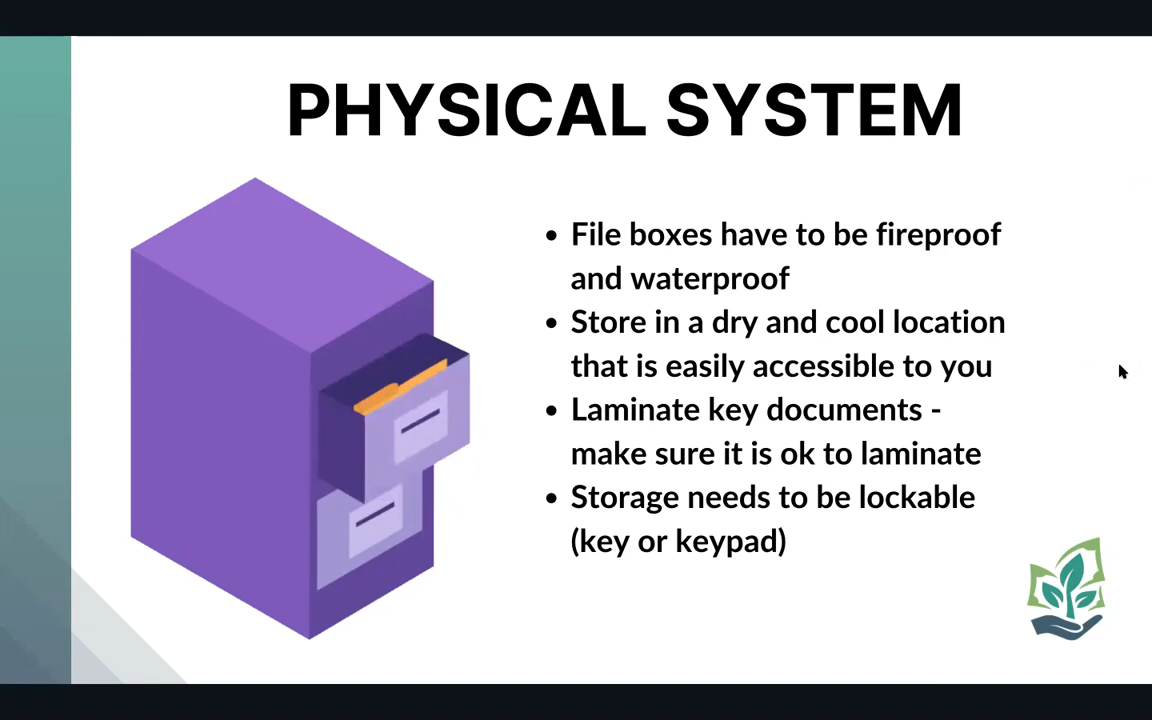 PHYSICAL SYSTEM
• File boxes have to be fireproof
and waterproof
• Store in a dry and cool location
that is easily accessible to you
• Laminate key documents -
make sure it is ok to laminate
• Storage needs to be lockable
(key or keypad)